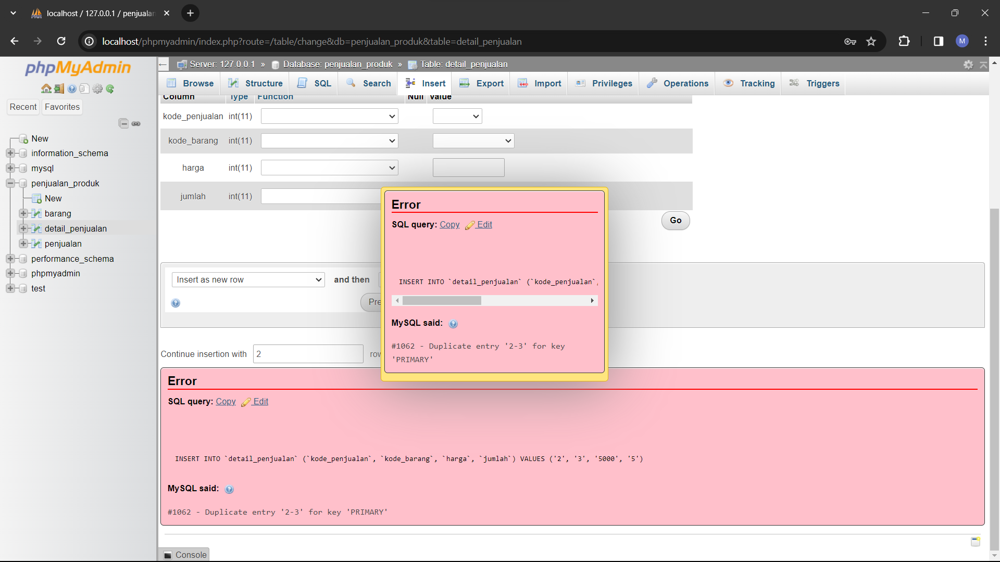 localhost / 127.0.0.1 / penjualan
localhost/phpmyadmin/index.php?route=/table/change&db=penjualan_produk&table=detail_penjualan
M
phpMyAdmin
Recent
Favorites
New
information_schema
mysql
penjualan_produk
New
barang
detail_penjualan
penjualan
performance_schema
phpmyadmin
test
Server: 127.0.0.1 » Database: penjualan_produk » Table: detail_penjualan
Browse Structure SQL Search Insert Export Import Privileges Operations Tracking Triggers
Column Type Function Null Value
kode_penjualan int(11)
kode_barang int(11)
harga int(11)
jumlah int(11)
Go
Insert as new row and then
Pre
Continue insertion with 2 row
Error
SQL query: Copy Edit
INSERT INTO `detail_penjualan` (`kode_penjualan`,
MySQL said:
#1062 - Duplicate entry '2-3' for key
'PRIMARY'
Error
SQL query: Copy Edit
INSERT INTO `detail_penjualan` (`kode_penjualan`, `kode_barang`, `harga`, `jumlah`) VALUES ('2', '3', '5000', '5')
MySQL said:
#1062 - Duplicate entry '2-3' for key 'PRIMARY'
Console